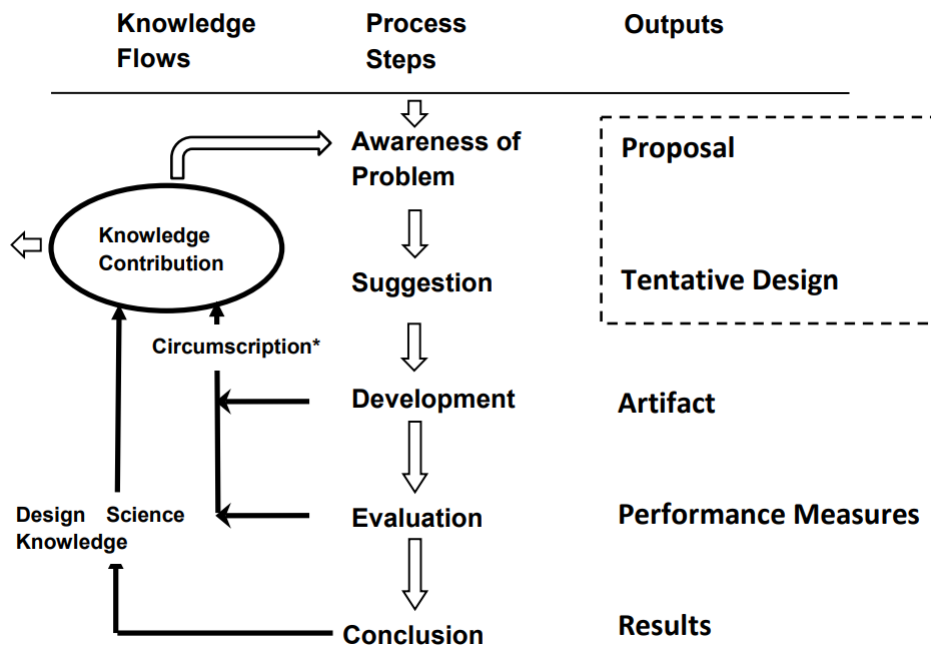 Knowledge
Flows
Process
Steps
Outputs
Awareness of
Problem
Proposal
Knowledge
Contribution
Suggestion
Tentative Design
Circumscription*
Development
Artifact
Design Science
Knowledge
Evaluation
Performance Measures
Conclusion
Results